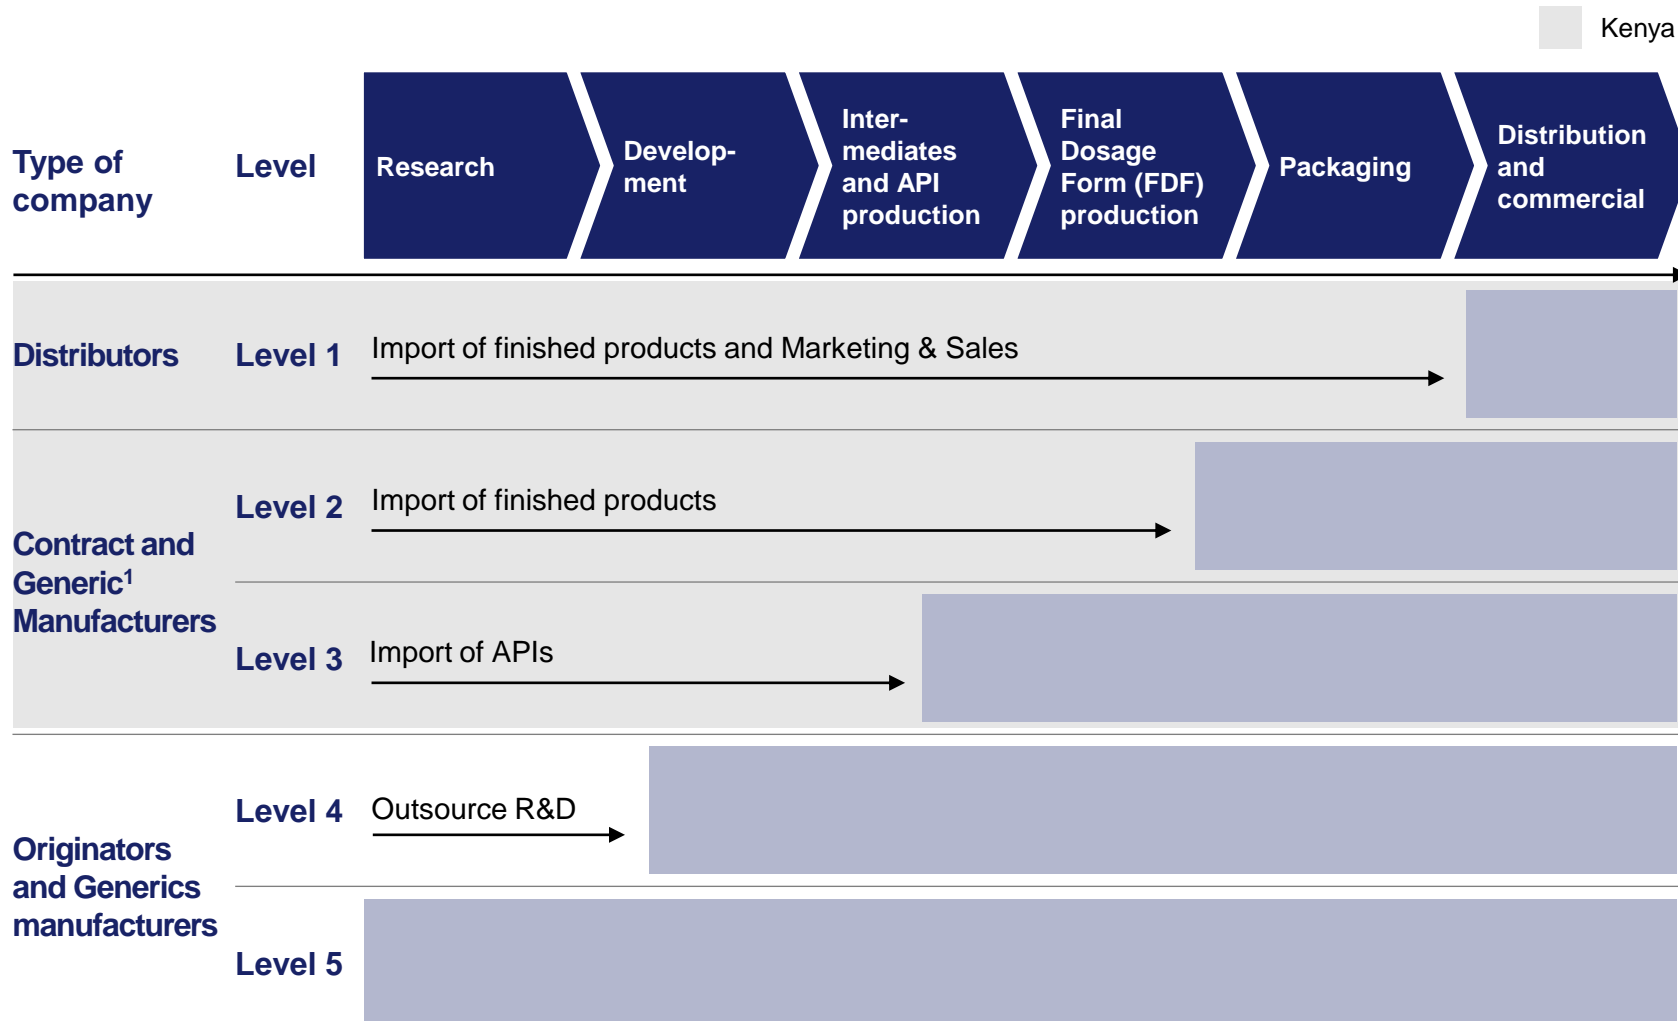 Kenya
Type of
company
Level
Research
Develop-
ment
Inter-
mediates
and API
production
Final
Dosage
Form (FDF)
production
Packaging
Distribution
and
commercial
Distributors
Level 1
Import of finished products and Marketing & Sales
Contract and
Generic¹
Manufacturers
Level 2
Import of finished products
Level 3
Import of APIs
Originators
and Generics
manufacturers
Level 4
Outsource R&D
Level 5